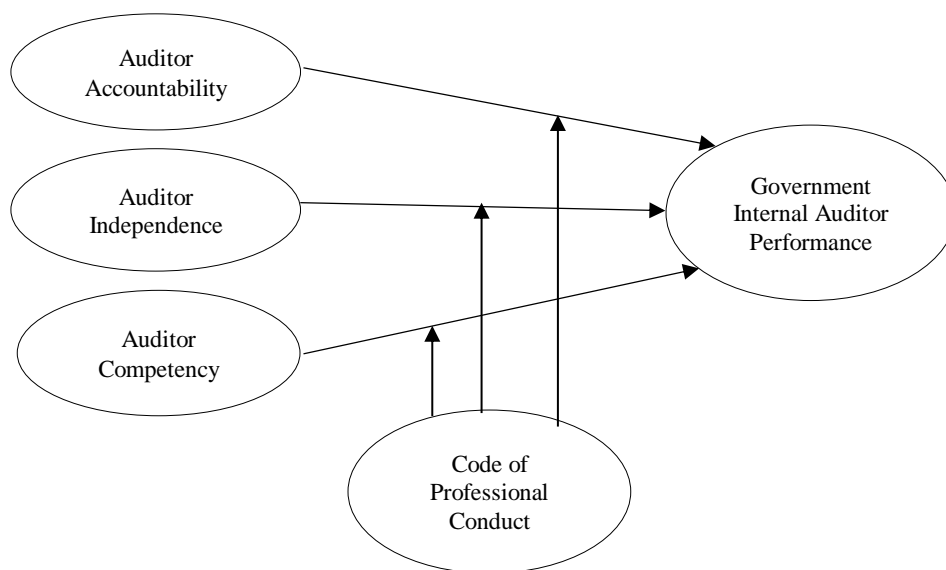 Auditor
Accountability
Auditor
Independence
Auditor
Competency
Government
Internal Auditor
Performance
Code of
Professional
Conduct